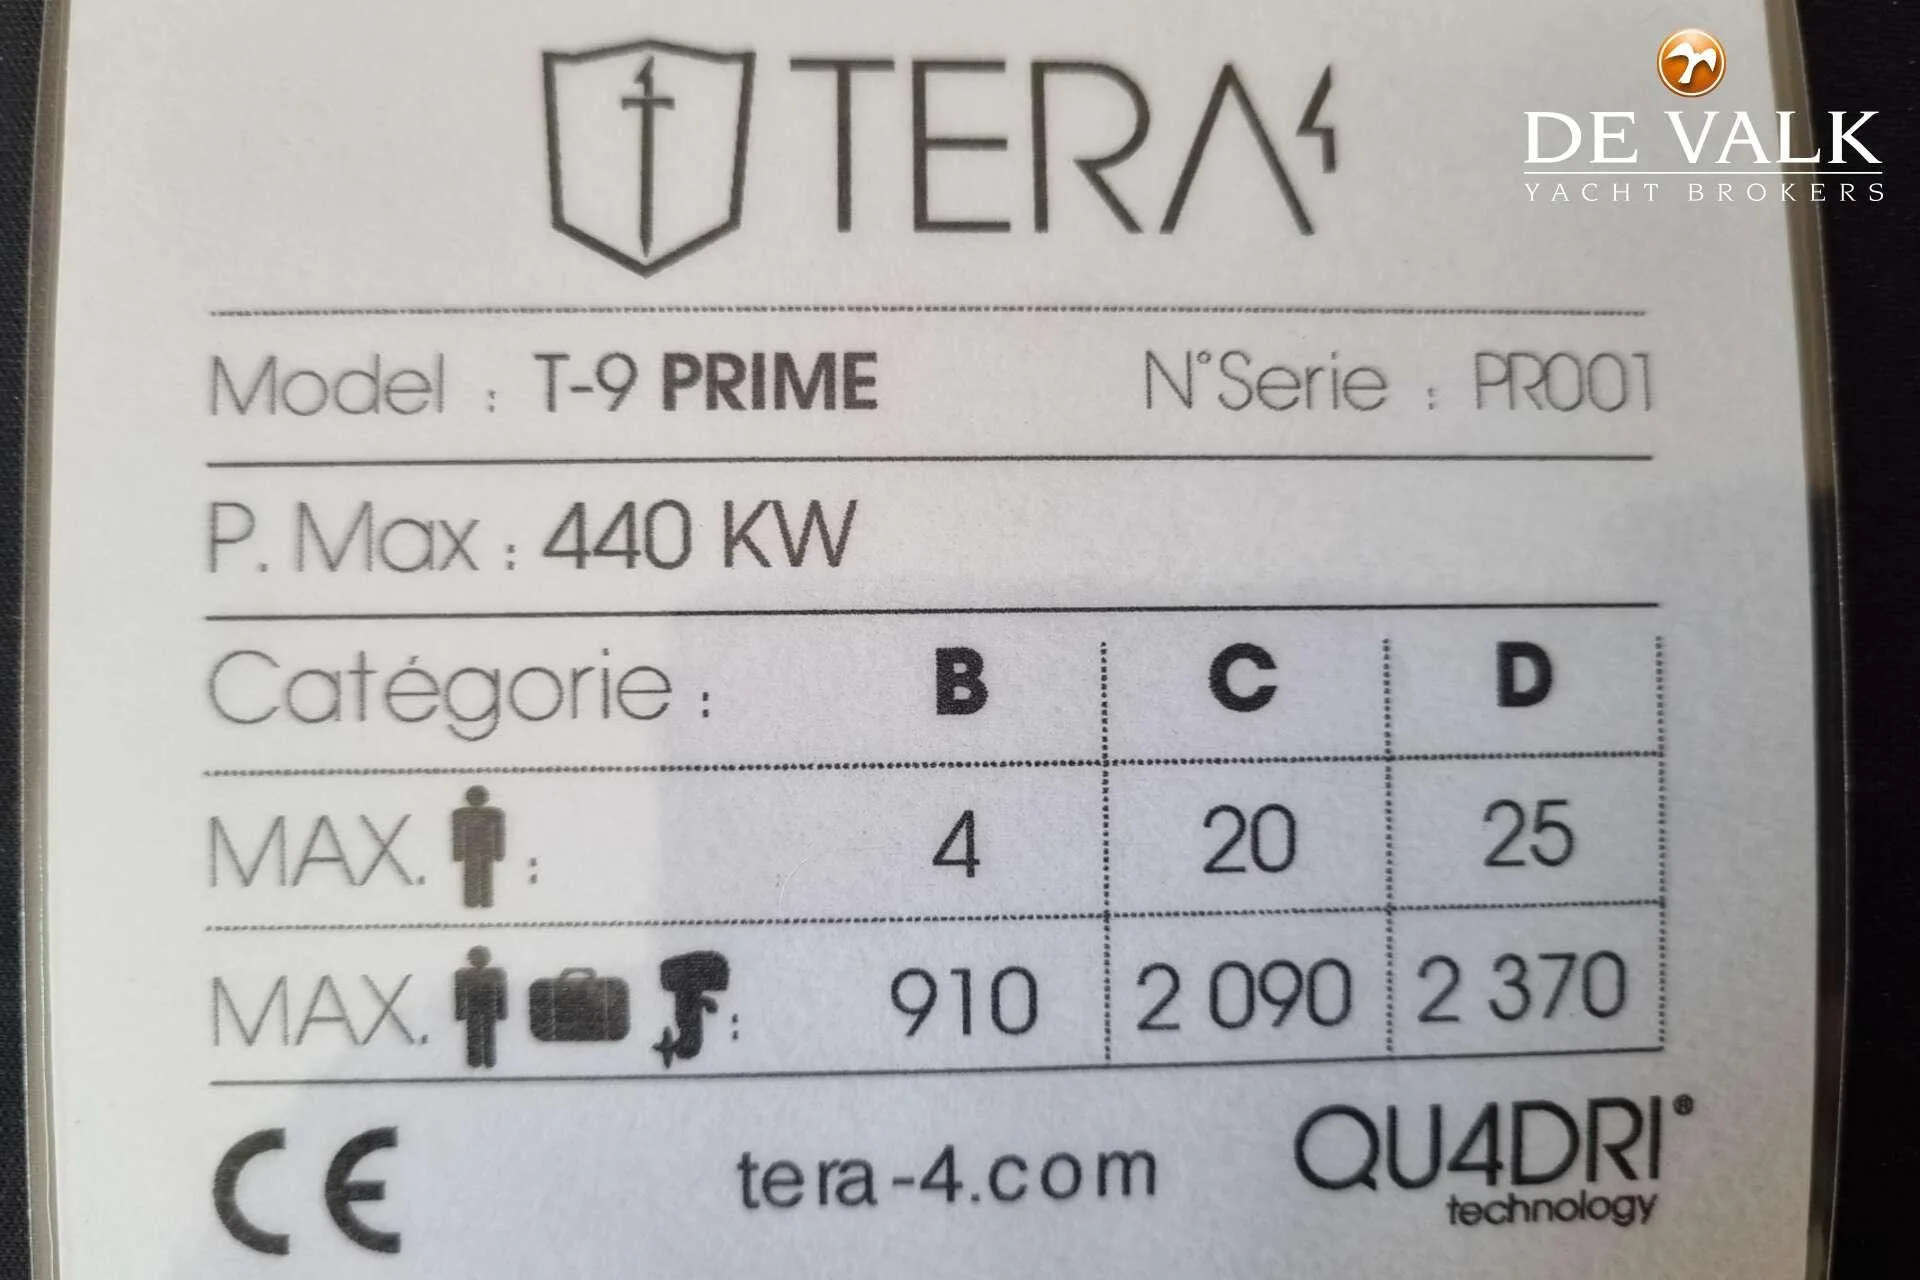 TERA4
DE VALK
YACHT BROKERS
Model : T-9 PRIME N°Serie : PR001
P. Max : 440 KW
Catégorie : B C D
MAX. : 4 20 25
MAX. : 910 2 090 2 370
CE tera-4.com QU4DRI®
technology